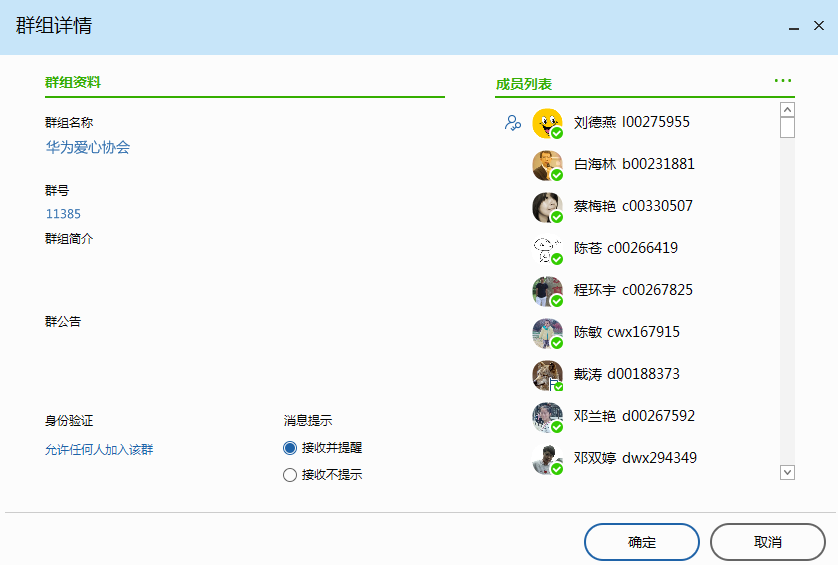 群组详情
群组资料
群组名称
华为爱心协会
群号
11385
群组简介
群公告
身份验证
允许任何人加入该群
消息提示
接收并提醒
接收不提示
成员列表
刘德燕 l00275955
白海林 b00231881
蔡梅艳 c00330507
陈苍 c00266419
程环宇 c00267825
陈敏 cwx167915
戴涛 d00188373
邓兰艳 d00267592
邓双婷 dwx294349
确定
取消